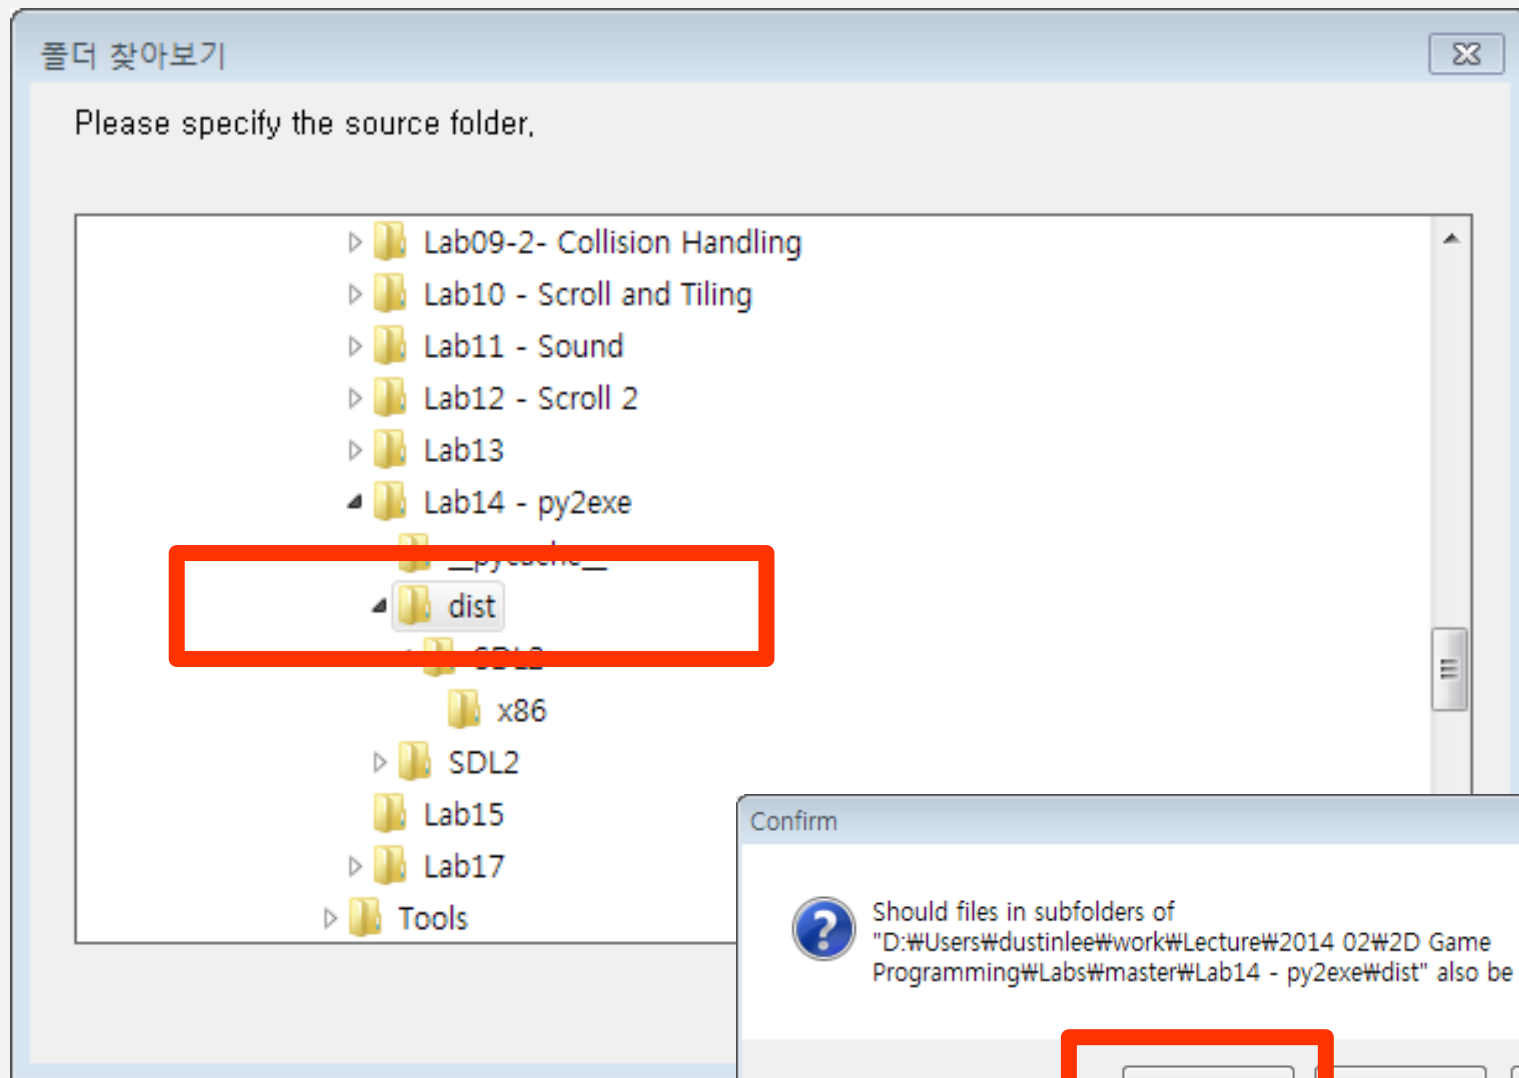 폴더 찾아보기
Please specify the source folder,
Lab09-2- Collision Handling
Lab10 - Scroll and Tiling
Lab11 - Sound
Lab12 - Scroll 2
Lab13
Lab14 - py2exe
__pycache__
dist
SDL2
x86
SDL2
Lab15
Lab17
Tools
Confirm
Should files in subfolders of
"D:₩Users₩dustinlee₩work₩Lecture₩2014 02₩2D Game
Programming₩Labs₩master₩Lab14 - py2exe₩dist" also be